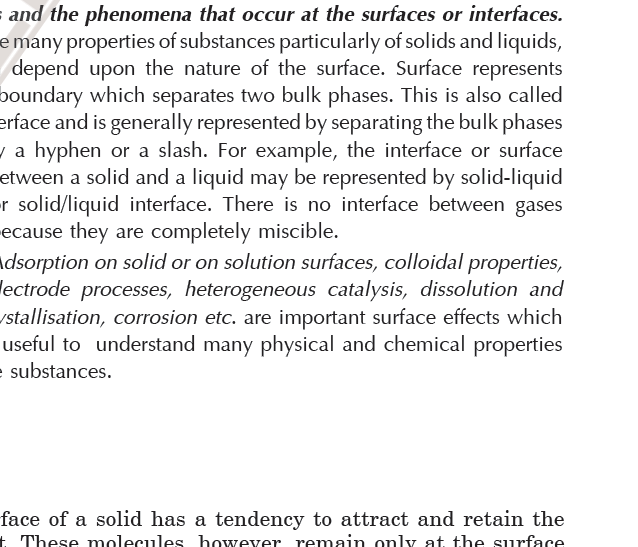 s and the phenomena that occur at the surfaces or interfaces.
e many properties of substances particularly of solids and liquids,
depend upon the nature of the surface. Surface represents
boundary which separates two bulk phases. This is also called
erface and is generally represented by separating the bulk phases
y a hyphen or a slash. For example, the interface or surface
etween a solid and a liquid may be represented by solid-liquid
r solid/liquid interface. There is no interface between gases
ecause they are completely miscible.
Adsorption on solid or on solution surfaces, colloidal properties,
lectrode processes, heterogeneous catalysis, dissolution and
ystallisation, corrosion etc. are important surface effects which
useful to understand many physical and chemical properties
e substances.
rface of a solid has a tendency to attract and retain the
t. These molecules, however, remain only at the surface